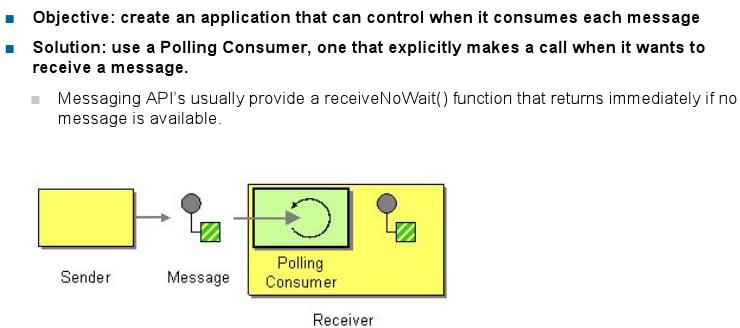 Objective: create an application that can control when it consumes each message
Solution: use a Polling Consumer, one that explicitly makes a call when it wants to
receive a message.
Messaging API's usually provide a receiveNoWait() function that returns immediately if no
message is available.
Sender
Message
Polling
Consumer
Receiver